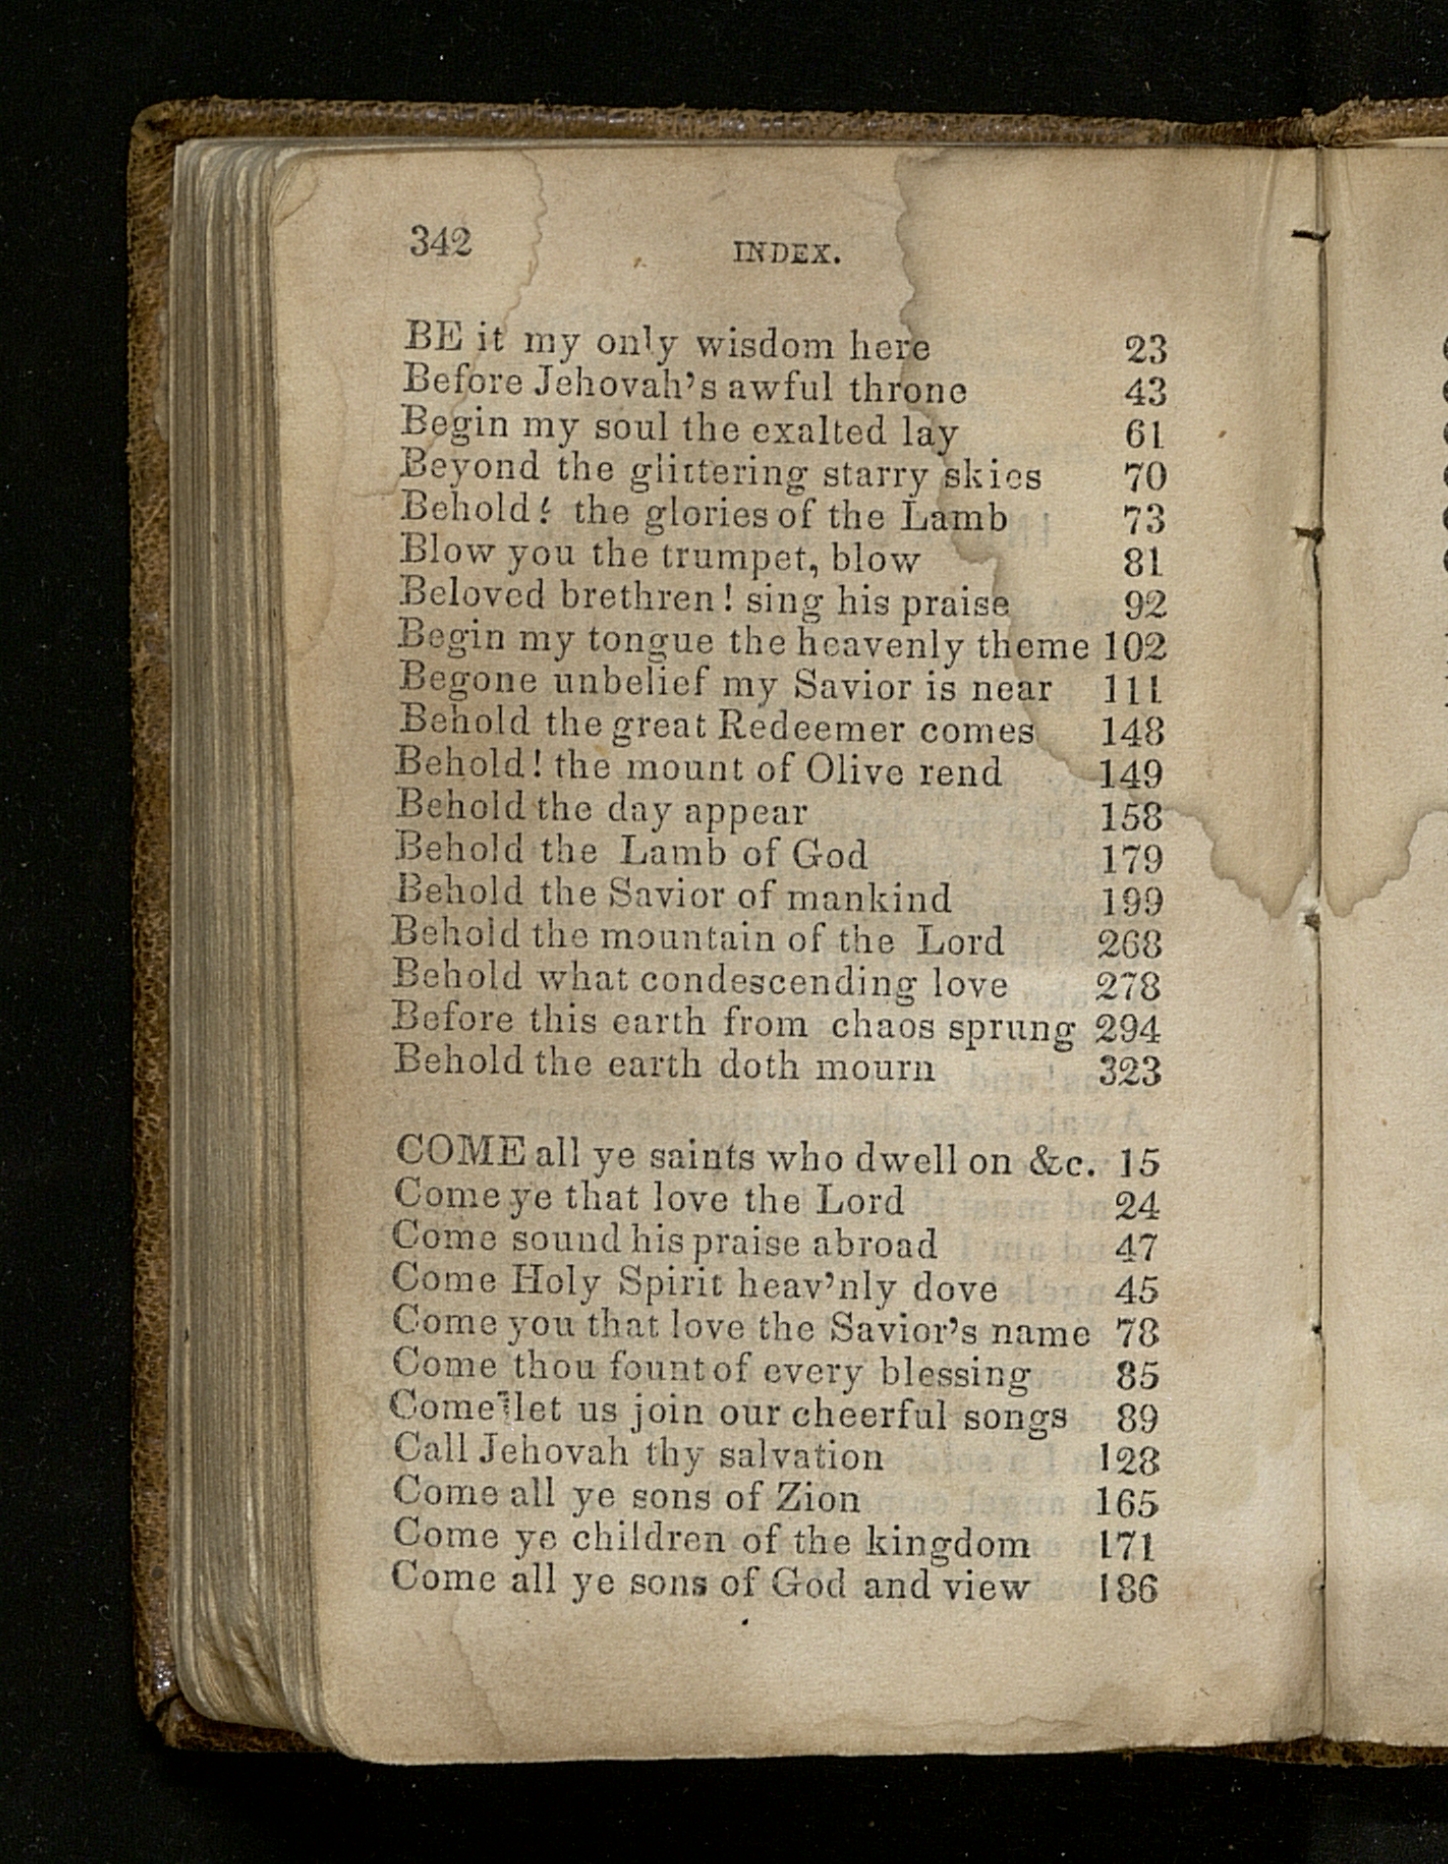 342 INDEX.
BE it my only wisdom here 23
Before Jehovah's awful throne 43
Begin my soul the exalted lay 61
Beyond the glittering starry skies 70
Behold! the glories of the Lamb 73
Blow you the trumpet, blow 81
Beloved brethren! sing his praise 92
Begin my tongue the heavenly theme 102
Begone unbelief my Savior is near 111
Behold the great Redeemer comes 148
Behold! the mount of Olive rend 149
Behold the day appear 158
Behold the Lamb of God 179
Behold the Savior of mankind 199
Behold the mountain of the Lord 268
Behold what condescending love 278
Before this earth from chaos sprung 294
Behold the earth doth mourn 323
COME all ye saints who dwell on &c. 15
Come ye that love the Lord 24
Come sound his praise abroad 47
Come Holy Spirit heav'nly dove 45
Come you that love the Savior's name 78
Come thou fount of every blessing 85
Come let us join our cheerful songs 89
Call Jehovah thy salvation 128
Come all ye sons of Zion 165
Come ye children of the kingdom 171
Come all ye sons of God and view 186